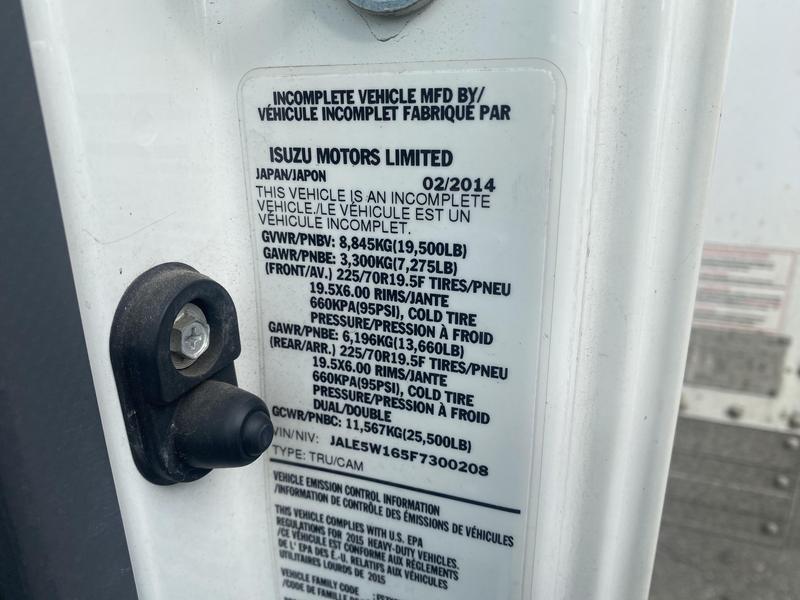 INCOMPLETE VEHICLE MFD BY/
VÉHICULE INCOMPLET FABRIQUÉ PAR
ISUZU MOTORS LIMITED
JAPAN/JAPON 02/2014
THIS VEHICLE IS AN INCOMPLETE
VEHICLE./LE VÉHICULE EST UN
VÉHICULE INCOMPLET.
GVWR/PNBV: 8,845KG(19,500LB)
GAWR/PNBE: 3,300KG(7,275LB)
(FRONT/AV.) 225/70R19.5F TIRES/PNEU
19.5X6.00 RIMS/JANTE
660KPA(95PSI), COLD TIRE
PRESSURE/PRESSION À FROID
GAWR/PNBE: 6,196KG(13,660LB)
(REAR/ARR.) 225/70R19.5F TIRES/PNEU
19.5X6.00 RIMS/JANTE
660KPA(95PSI), COLD TIRE
PRESSURE/PRESSION À FROID
DUAL/DOUBLE
GCWR/PNBC: 11,567KG(25,500LB)
VIN/NIV: JALE5W165F7300208
TYPE: TRU/CAM
VEHICLE EMISSION CONTROL INFORMATION
/INFORMATION DE CONTRÔLE DES ÉMISSIONS DE VÉHICULES
THIS VEHICLE COMPLIES WITH U.S. EPA
REGULATIONS FOR 2015 HEAVY-DUTY VEHICLES.
/CE VÉHICULE EST CONFORME AUX RÈGLEMENTS
DE L' EPA DES É.-U. RELATIFS AUX VÉHICULES
UTILITAIRES LOURDS DE 2015
VEHICLE FAMILY CODE
/CODE DE FAMILLE